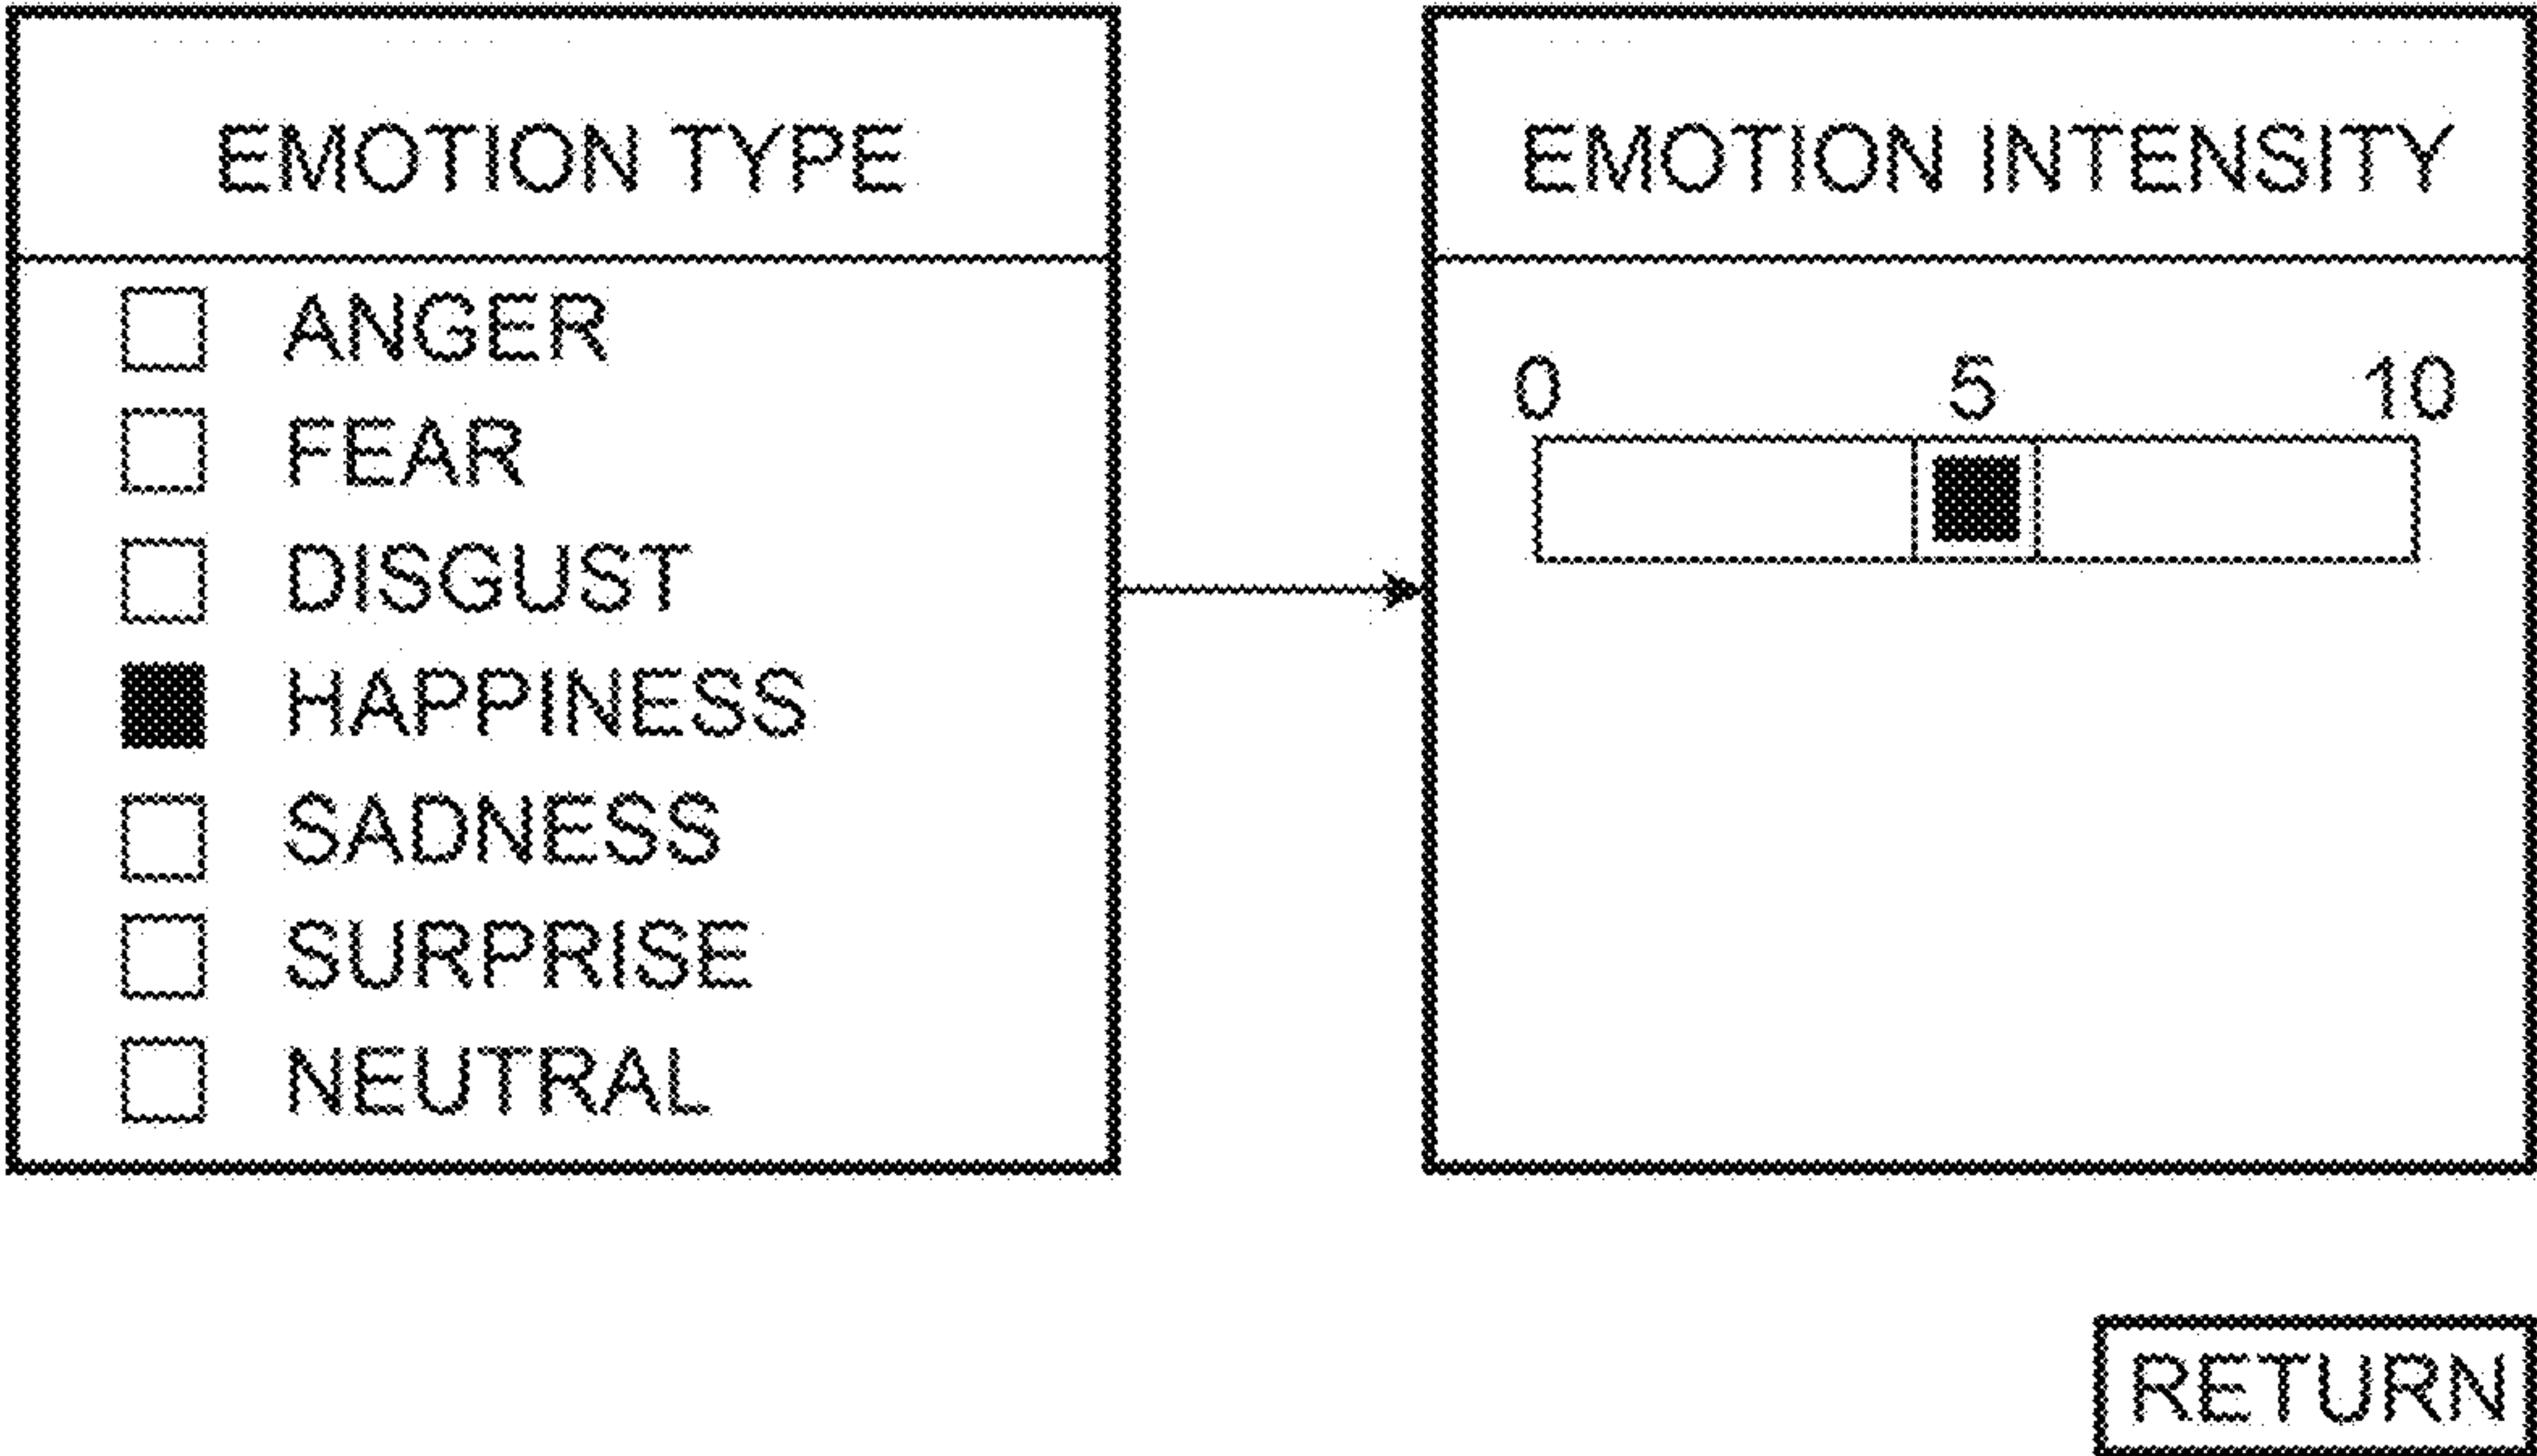 EMOTION TYPE
ANGER
FEAR
DISGUST
HAPPINESS
SADNESS
SURPRISE
NEUTRAL
EMOTION INTENSITY
0 5 10
RETURN